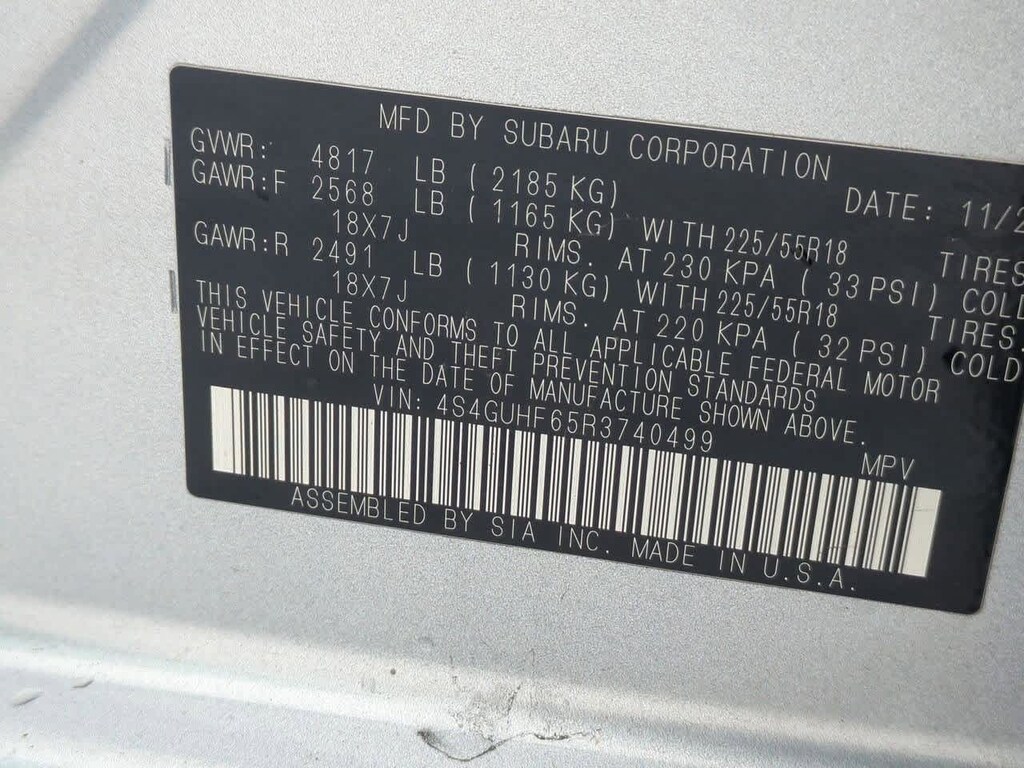 MFD BY SUBARU CORPORATION
GVWR: 4817 LB ( 2185 KG) DATE: 11/2
GAWR:F 2568 LB ( 1165 KG) WITH 225/55R18 TIRES
18X7J RIMS. AT 230 KPA ( 33 PSI) COLD
GAWR:R 2491 LB ( 1130 KG) WITH 225/55R18 TIRES
18X7J RIMS. AT 220 KPA ( 32 PSI) COLD
THIS VEHICLE CONFORMS TO ALL APPLICABLE FEDERAL MOTOR
VEHICLE SAFETY AND THEFT PREVENTION STANDARDS
IN EFFECT ON THE DATE OF MANUFACTURE SHOWN ABOVE.
VIN: 4S4GUHF65R3740499 MPV
ASSEMBLED BY SIA INC. MADE IN U.S.A.